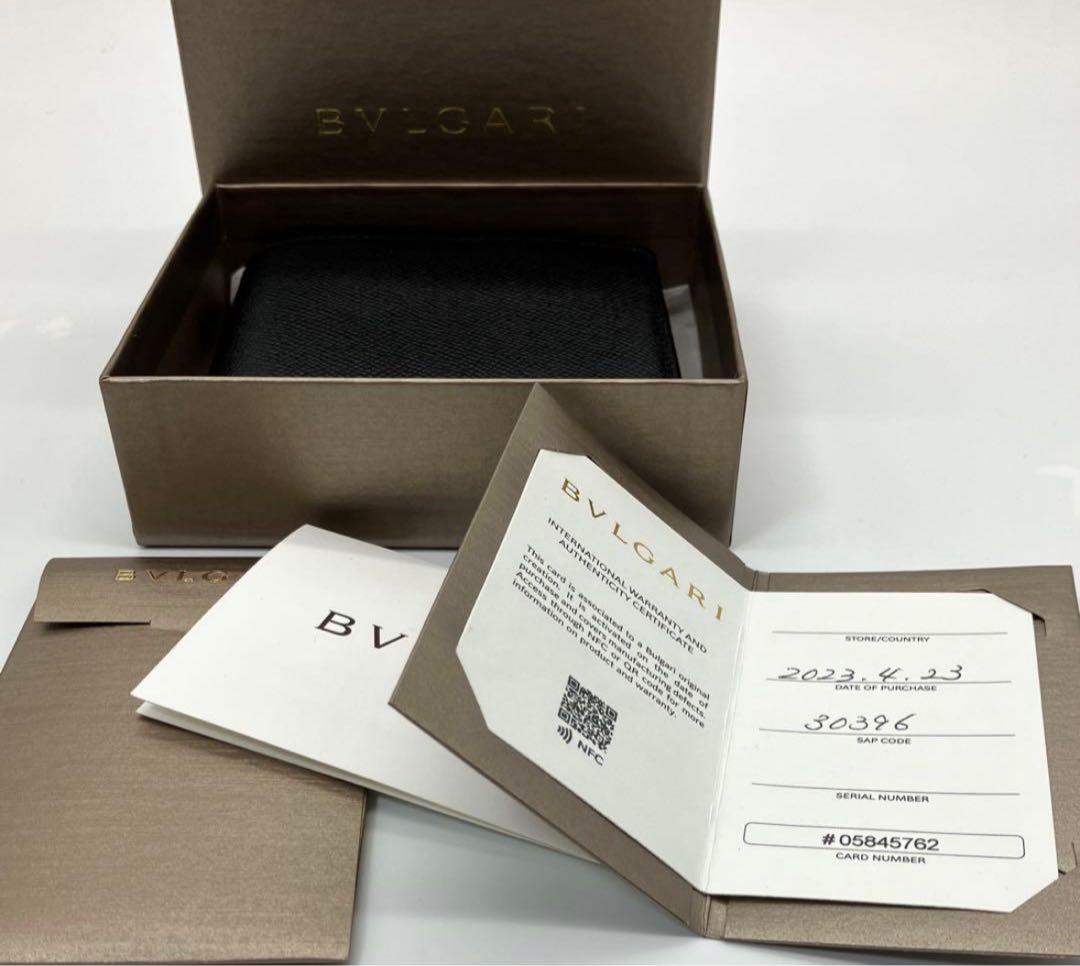 BVLGARI
BVLG
BV
BVLGARI
INTERNATIONAL WARRANTY AND
AUTHENTICITY CERTIFICATE
This card is associated to a Bulgari original
creation. It is activated on the date of
purchase and covers manufacturing defects.
Access through NFC or QR code for more
information on product and warranty.
NFC
STORE/COUNTRY
2023.4.23
DATE OF PURCHASE
30396
SAP CODE
SERIAL NUMBER
#05845762
CARD NUMBER